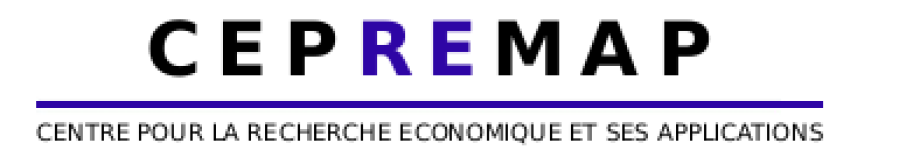 CEPREMAP
CENTRE POUR LA RECHERCHE ECONOMIQUE ET SES APPLICATIONS